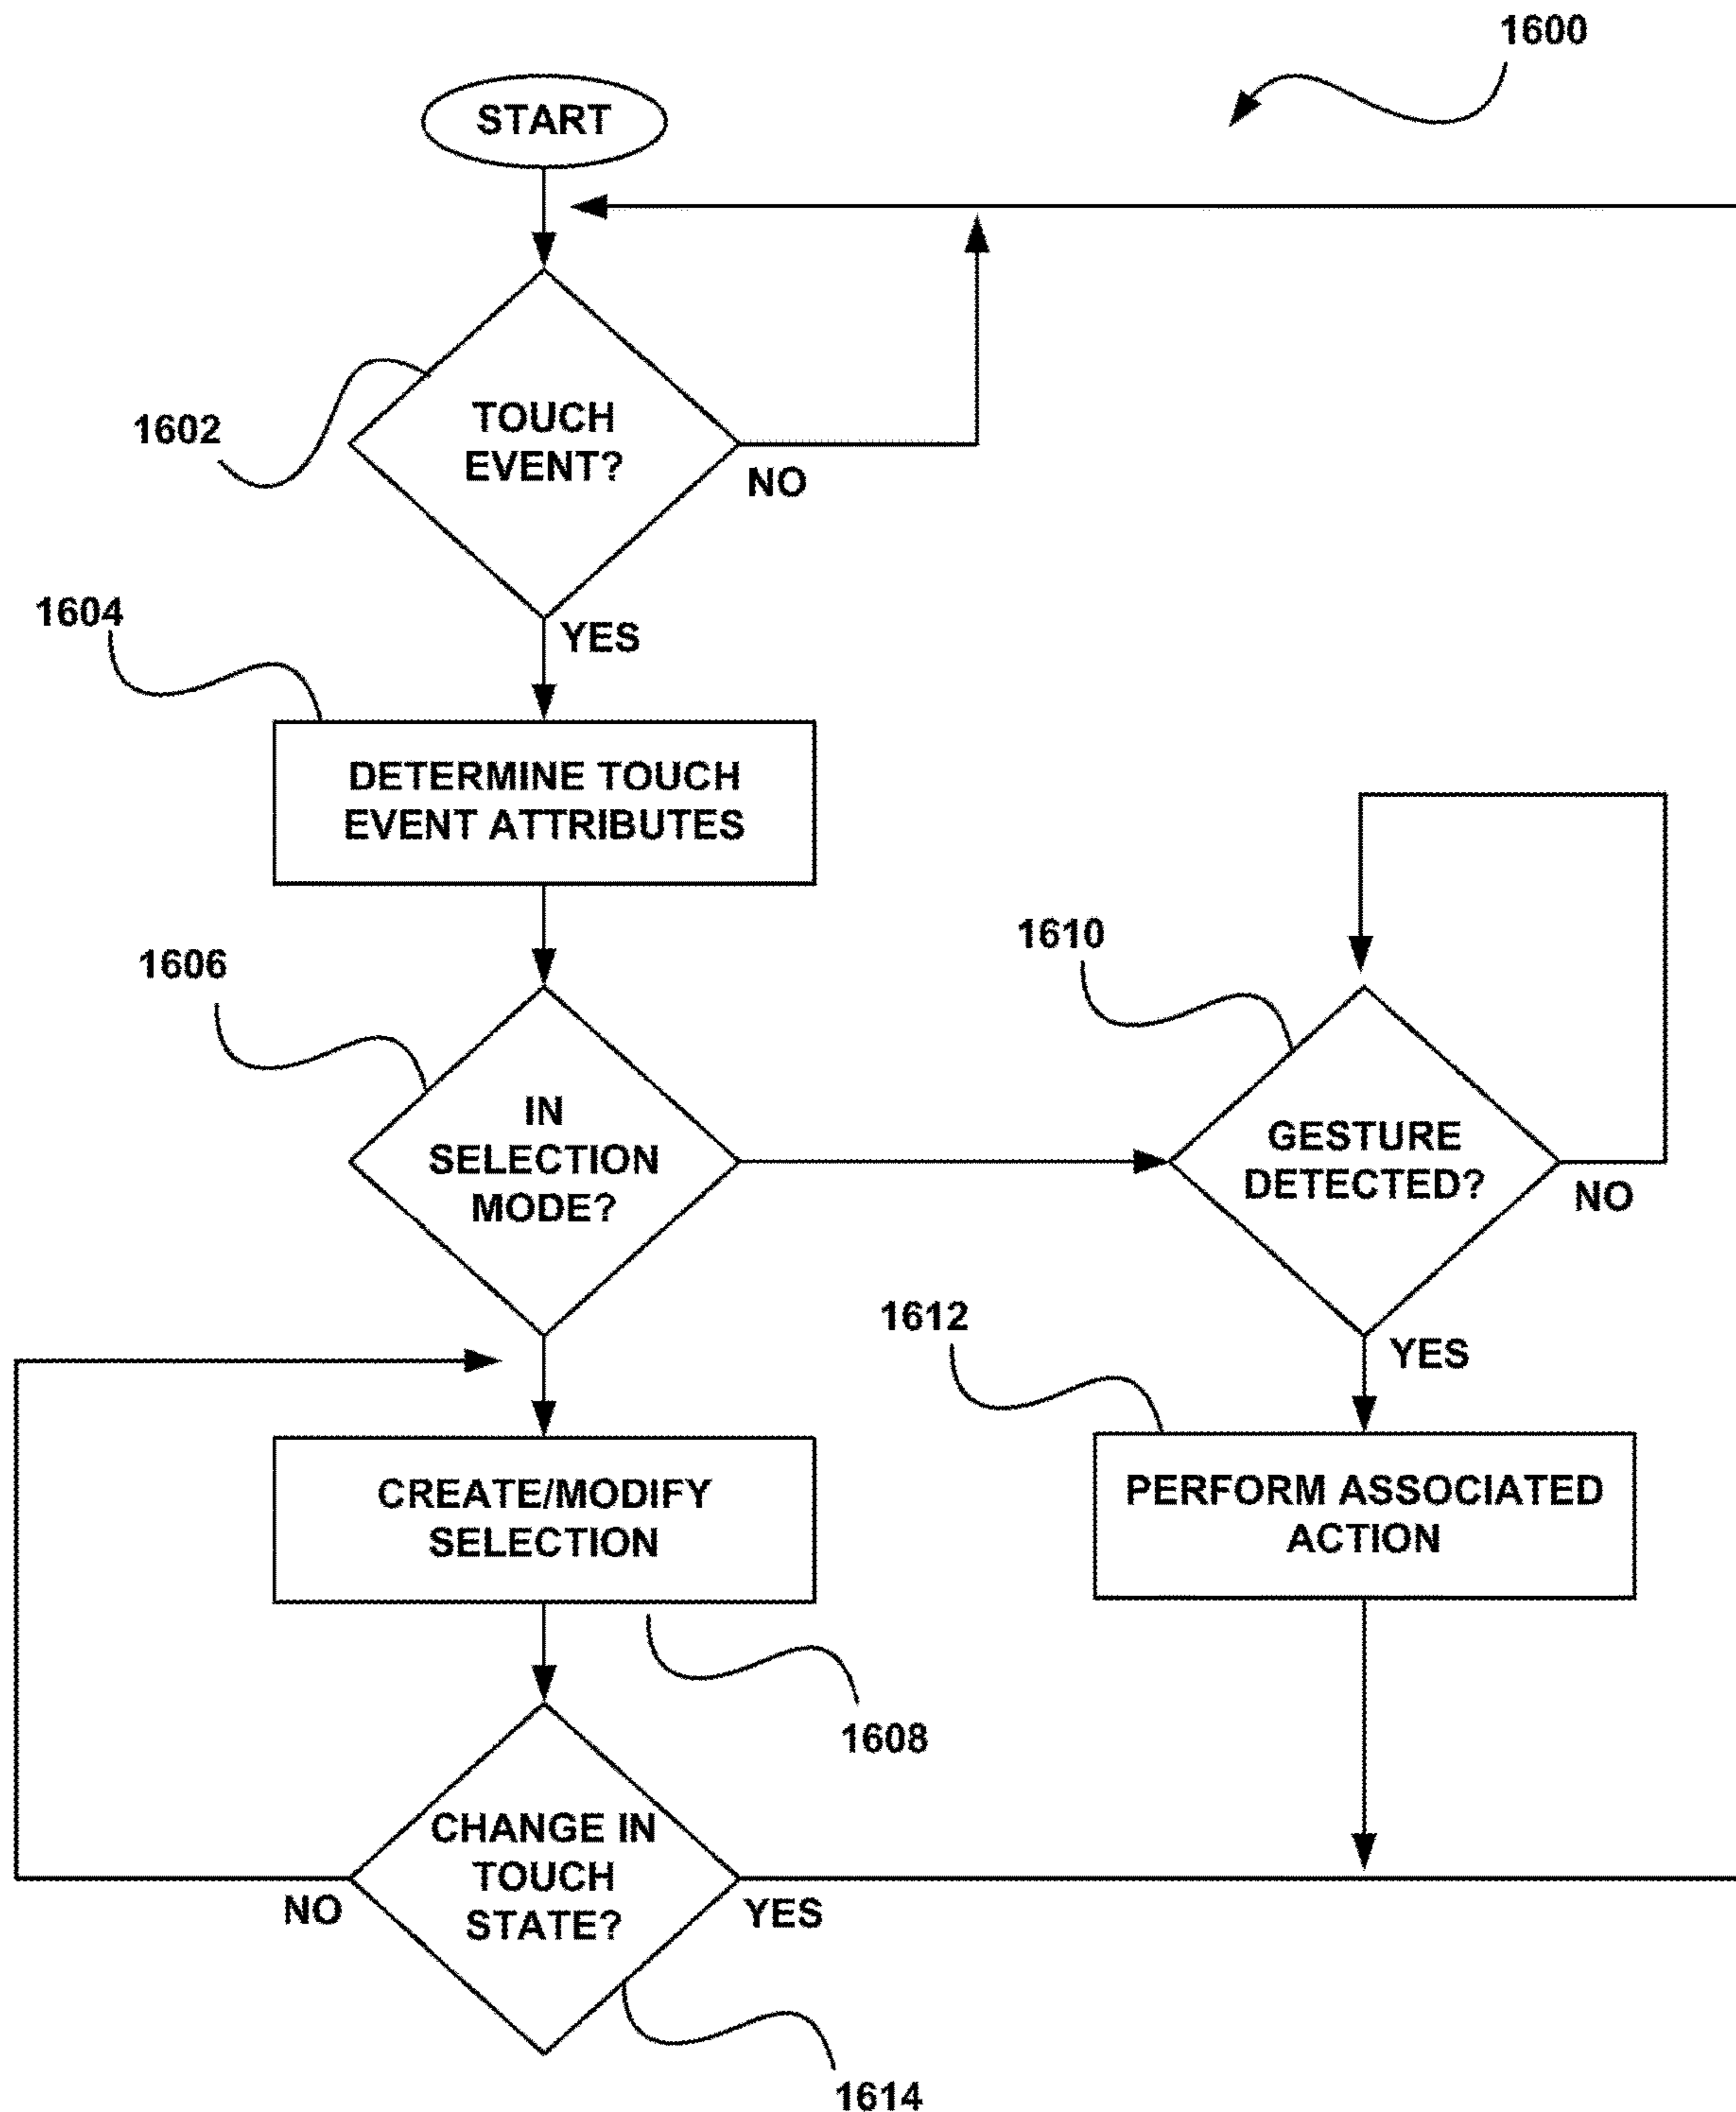 1600
START
1602
TOUCH
EVENT?
NO
YES
1604
DETERMINE TOUCH
EVENT ATTRIBUTES
1606
IN
SELECTION
MODE?
1610
GESTURE
DETECTED?
NO
YES
1612
PERFORM ASSOCIATED
ACTION
CREATE/MODIFY
SELECTION
1608
CHANGE IN
TOUCH
STATE?
NO
YES
1614